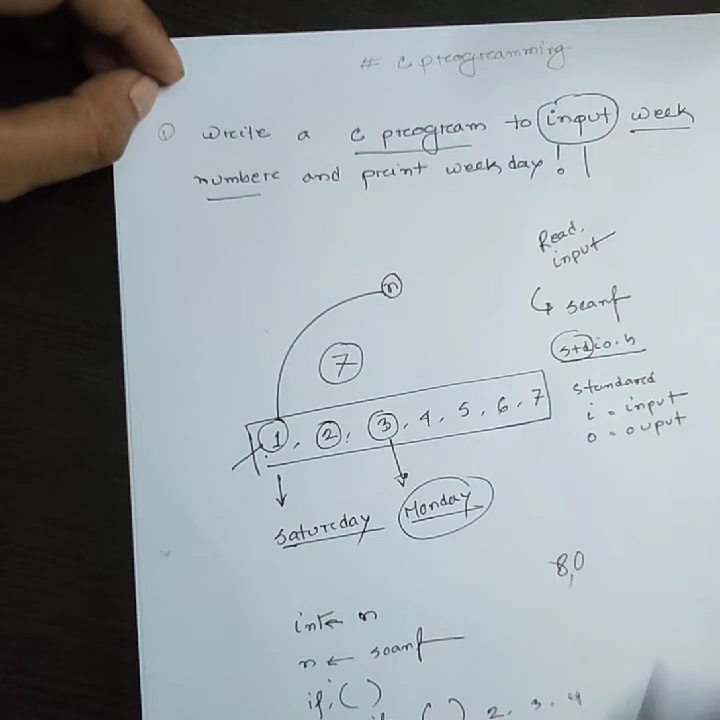 # C programming
① Write a C program to input week
number and print week day !
Read.
input
↳ scanf
stdio.h
standard
i = input
o = ouput
n
7
1, 2, 3, 4, 5, 6, 7
Saturday Monday
8,0
int ← n
n ← scanf
if ( )
( ) 2, 3, 4